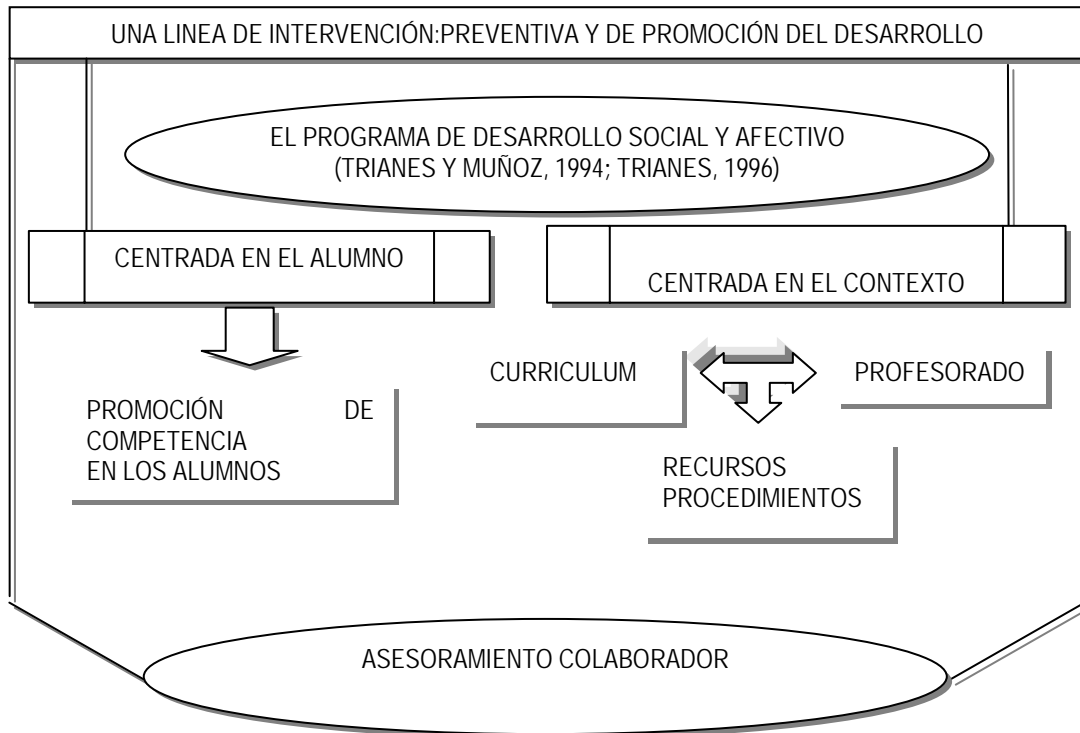 UNA LINEA DE INTERVENCIÓN:PREVENTIVA Y DE PROMOCIÓN DEL DESARROLLO
EL PROGRAMA DE DESARROLLO SOCIAL Y AFECTIVO
(TRIANES Y MUÑOZ, 1994; TRIANES, 1996)
CENTRADA EN EL ALUMNO
CENTRADA EN EL CONTEXTO
CURRICULUM
PROFESORADO
PROMOCIÓN DE
COMPETENCIA
EN LOS ALUMNOS
RECURSOS
PROCEDIMIENTOS
ASESORAMIENTO COLABORADOR